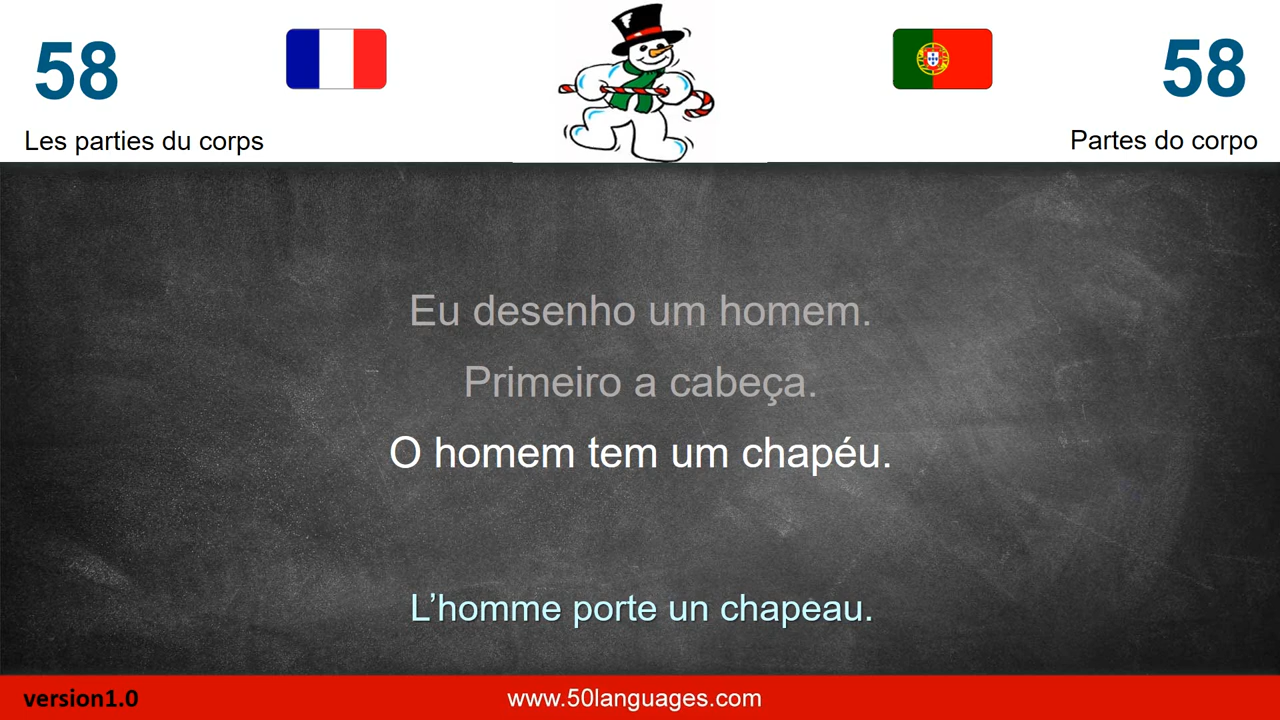 58
58
Les parties du corps
Partes do corpo
Eu desenho um homem.
Primeiro a cabeça.
O homem tem um chapéu.
L’homme porte un chapeau.
version1.0
www.50languages.com